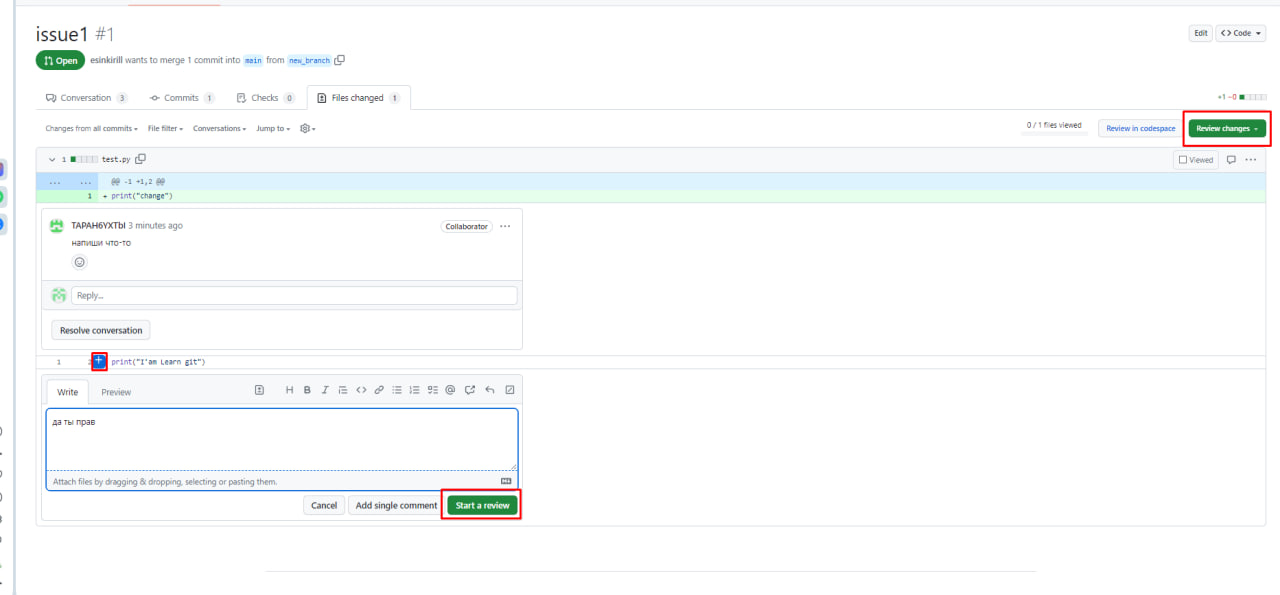 issue1 #1
Edit
<> Code
Open esinkirill wants to merge 1 commit into main from new_branch
Conversation 3 Commits 1 Checks 0 Files changed 1
+1 −0
Changes from all commits File filter Conversations Jump to
0 / 1 files viewed
Review in codespace
Review changes
1 test.py
Viewed
... ... @@ -1 +1,2 @@
1 + print("change")
TAPAH6YXTbI 3 minutes ago
Collaborator
напиши что-то
Reply...
Resolve conversation
1 2 + print("I'am Learn git")
Write Preview
H B I
да ты прав
Attach files by dragging & dropping, selecting or pasting them.
Cancel Add single comment Start a review